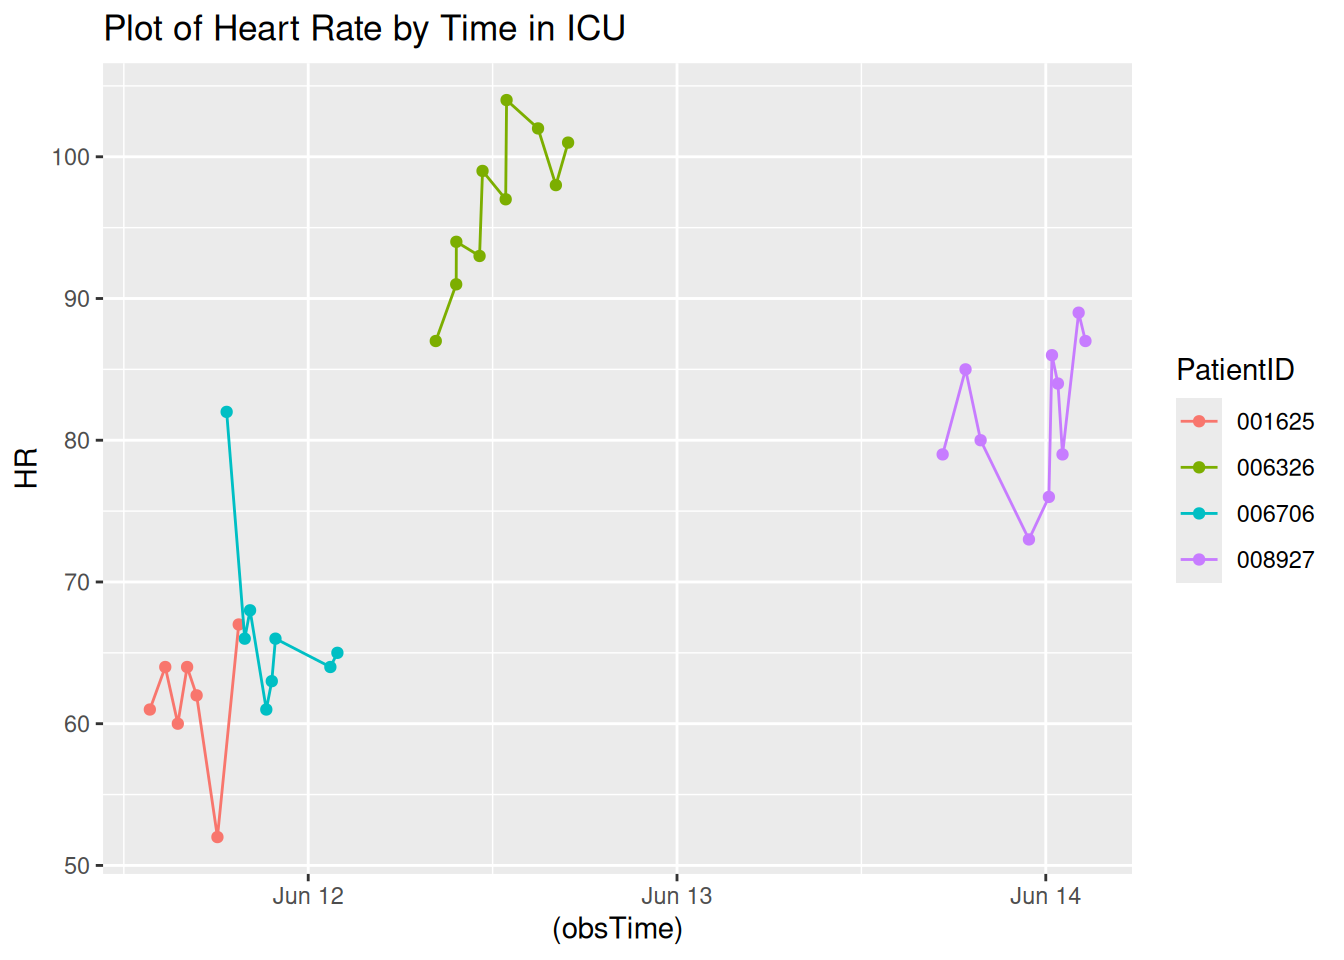 Plot of Heart Rate by Time in ICU
100
90
80
70
60
50
HR
Jun 12
Jun 13
Jun 14
(obsTime)
PatientID
001625
006326
006706
008927